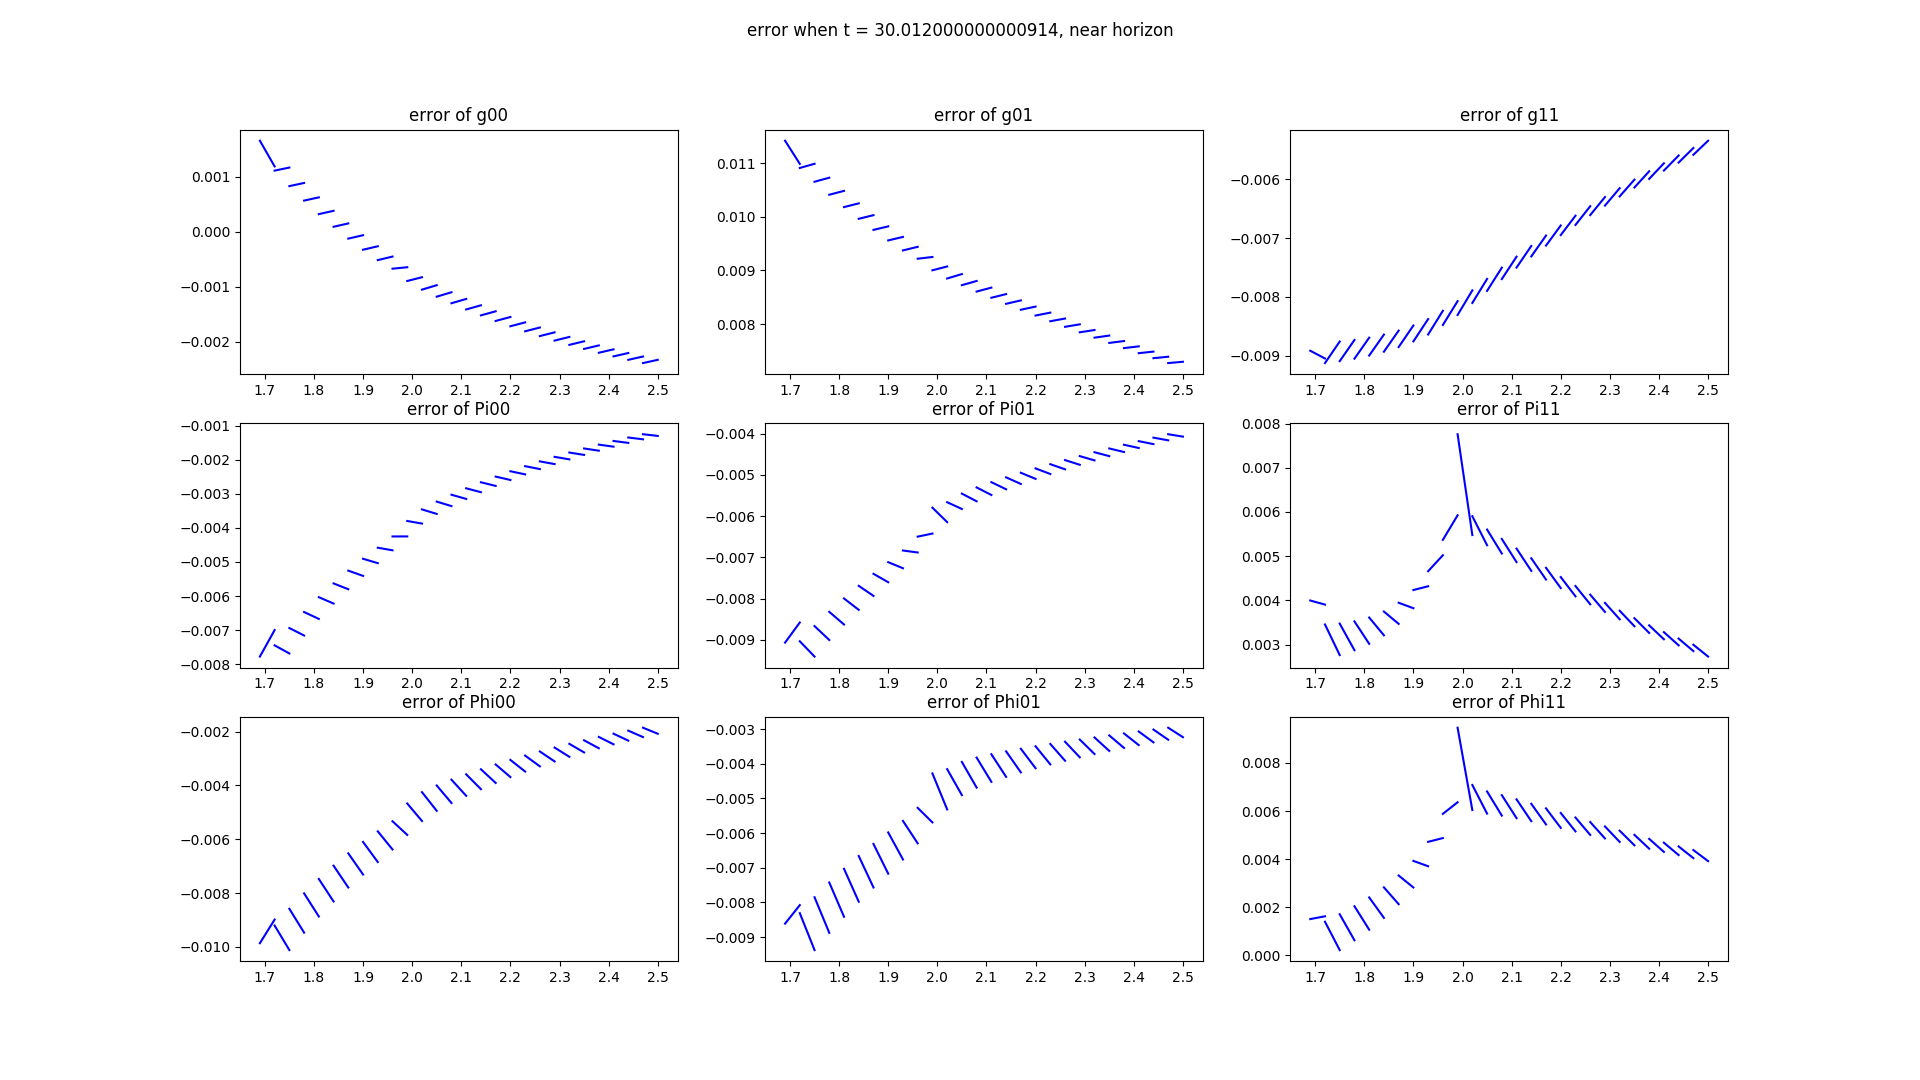 error when t = 30.012000000000914, near horizon
error of g00
error of g01
error of g11
0.001
0.000
−0.001
−0.002
0.011
0.010
0.009
0.008
−0.006
−0.007
−0.008
−0.009
1.7 1.8 1.9 2.0 2.1 2.2 2.3 2.4 2.5
1.7 1.8 1.9 2.0 2.1 2.2 2.3 2.4 2.5
1.7 1.8 1.9 2.0 2.1 2.2 2.3 2.4 2.5
error of Pi00
error of Pi01
error of Pi11
−0.001
−0.002
−0.003
−0.004
−0.005
−0.006
−0.007
−0.008
−0.004
−0.005
−0.006
−0.007
−0.008
−0.009
0.008
0.007
0.006
0.005
0.004
0.003
1.7 1.8 1.9 2.0 2.1 2.2 2.3 2.4 2.5
1.7 1.8 1.9 2.0 2.1 2.2 2.3 2.4 2.5
1.7 1.8 1.9 2.0 2.1 2.2 2.3 2.4 2.5
error of Phi00
error of Phi01
error of Phi11
−0.002
−0.004
−0.006
−0.008
−0.010
−0.003
−0.004
−0.005
−0.006
−0.007
−0.008
−0.009
0.008
0.006
0.004
0.002
0.000
1.7 1.8 1.9 2.0 2.1 2.2 2.3 2.4 2.5
1.7 1.8 1.9 2.0 2.1 2.2 2.3 2.4 2.5
1.7 1.8 1.9 2.0 2.1 2.2 2.3 2.4 2.5